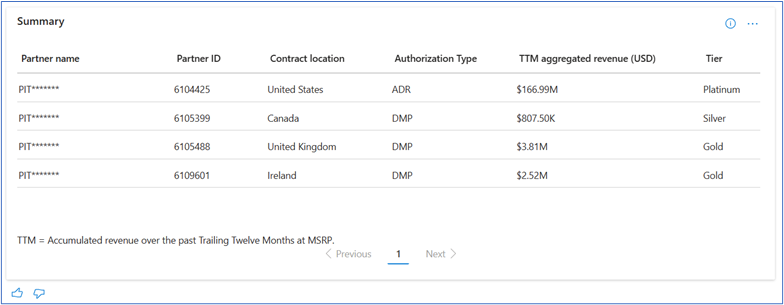 Summary
Partner name Partner ID Contract location Authorization Type TTM aggregated revenue (USD) Tier
PIT******* 6104425 United States ADR $166.99M Platinum
PIT******* 6105399 Canada DMP $807.50K Silver
PIT******* 6105488 United Kingdom DMP $3.81M Gold
PIT******* 6109601 Ireland DMP $2.52M Gold
TTM = Accumulated revenue over the past Trailing Twelve Months at MSRP.
Previous 1 Next